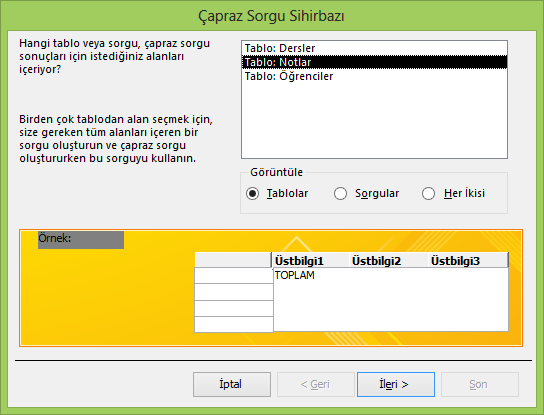 Çapraz Sorgu Sihirbazı
Hangi tablo veya sorgu, çapraz sorgu
sonuçları için istediğiniz alanları
içeriyor?
Birden çok tablodan alan seçmek için,
size gereken tüm alanları içeren bir
sorgu oluşturun ve çapraz sorgu
oluştururken bu sorguyu kullanın.
Tablo: Dersler
Tablo: Notlar
Tablo: Öğrenciler
Görüntüle
Tablolar
Sorgular
Her İkisi
Örnek:
Üstbilgi1 Üstbilgi2 Üstbilgi3
TOPLAM
İptal
< Geri
İleri >
Son